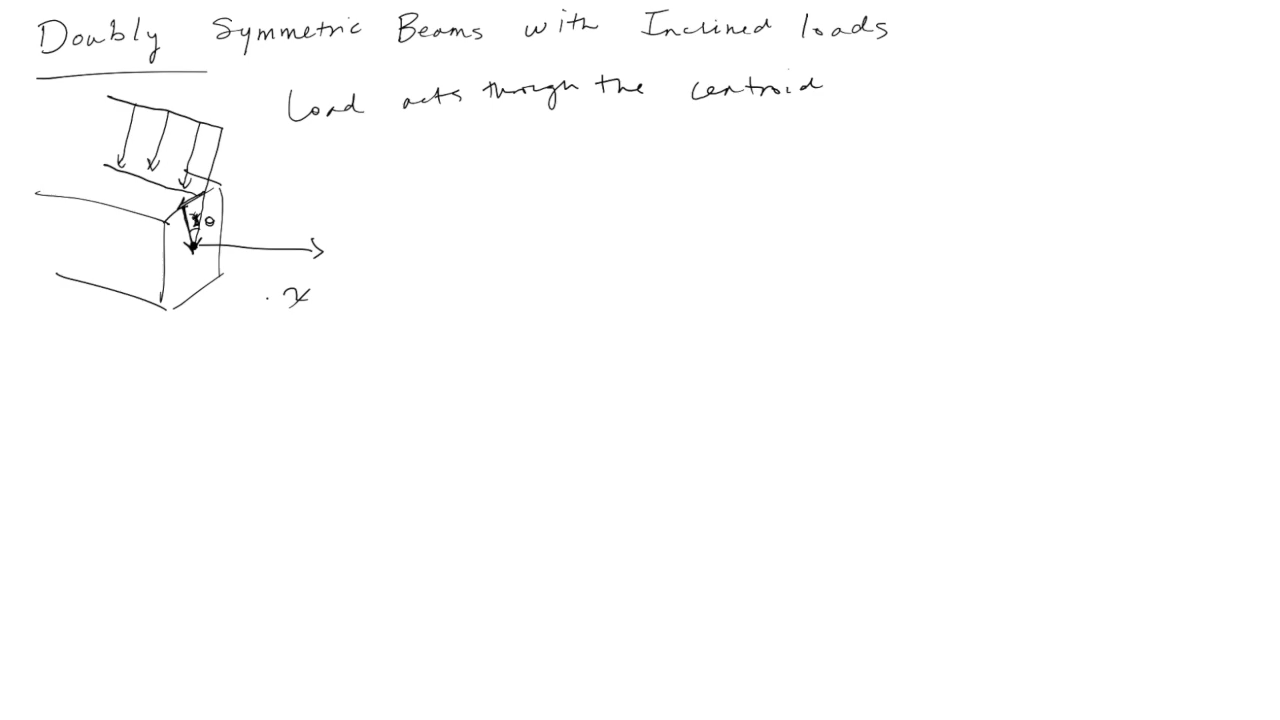 Doubly Symmetric Beams with Inclined loads
Load acts through the centroid
θ
x